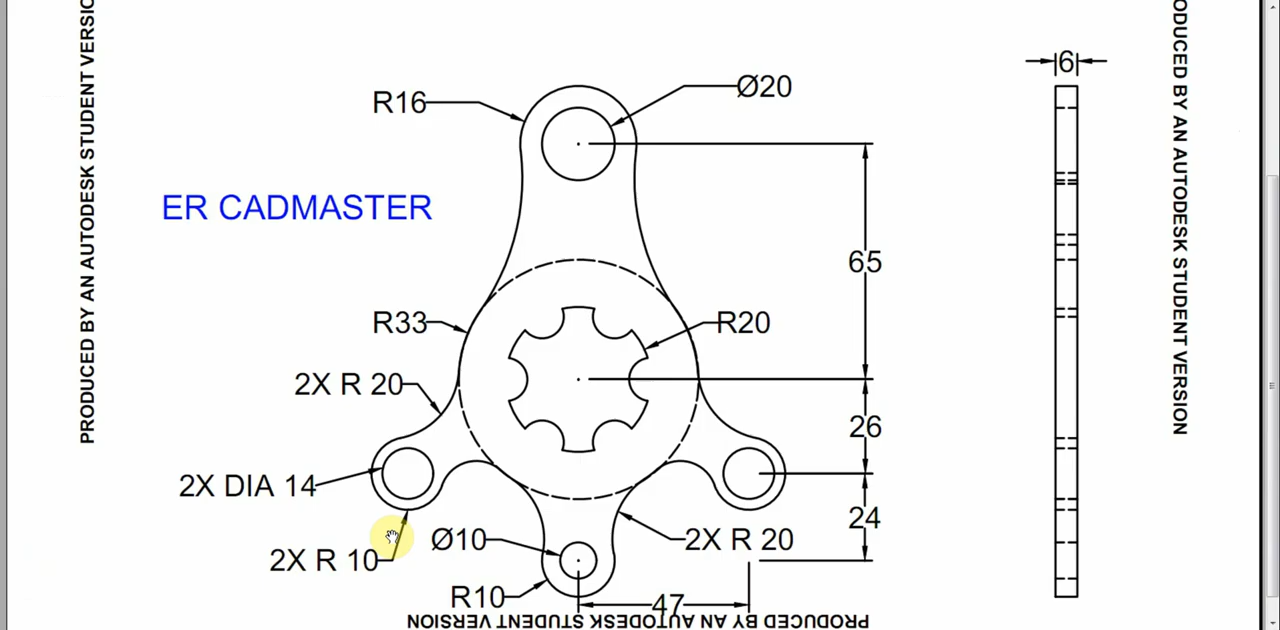 PRODUCED BY AN AUTODESK STUDENT VERSION
6
R16
Ø20
ER CADMASTER
65
R33
R20
2X R 20
26
2X DIA 14
24
Ø10
2X R 20
2X R 10
R10
47
PRODUCED BY AN AUTODESK STUDENT VERSION
ODUCED BY AN AUTODESK STUDENT VERSION